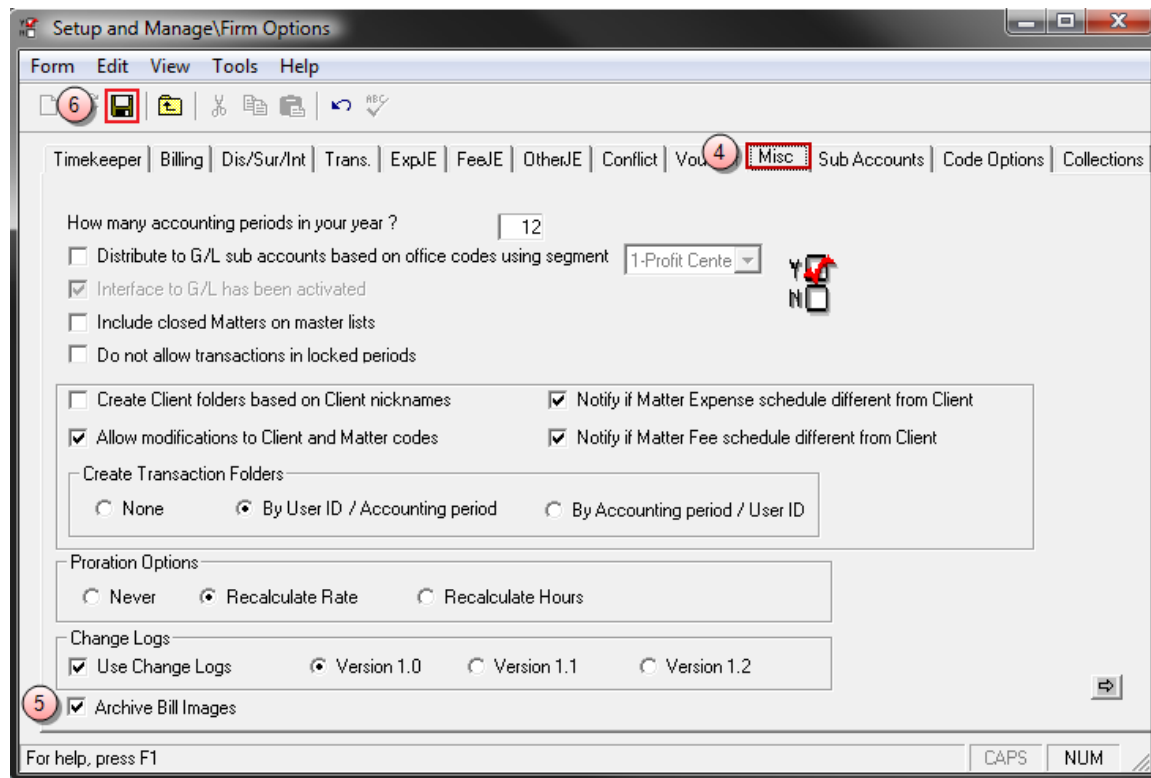 Setup and Manage\Firm Options
Form Edit View Tools Help
6 ABC
Timekeeper Billing Dis/Sur/Int Trans. ExpJE FeeJE OtherJE Conflict Vou 4 Misc Sub Accounts Code Options Collections
How many accounting periods in your year ? 12
Distribute to G/L sub accounts based on office codes using segment 1-Profit Cente
Y
Interface to G/L has been activated
N
Include closed Matters on master lists
Do not allow transactions in locked periods
Create Client folders based on Client nicknames Notify if Matter Expense schedule different from Client
Allow modifications to Client and Matter codes Notify if Matter Fee schedule different from Client
Create Transaction Folders
None By User ID / Accounting period By Accounting period / User ID
Proration Options
Never Recalculate Rate Recalculate Hours
Change Logs
Use Change Logs Version 1.0 Version 1.1 Version 1.2
5 Archive Bill Images
For help, press F1 CAPS NUM